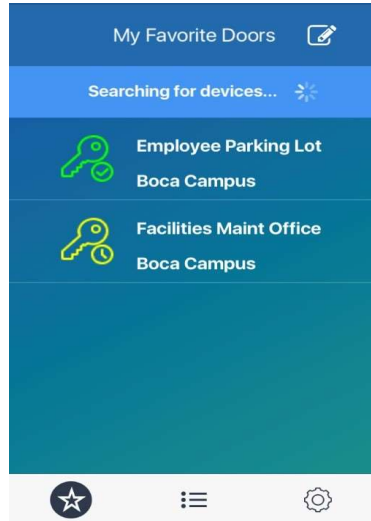 My Favorite Doors
Searching for devices...
Employee Parking Lot
Boca Campus
Facilities Maint Office
Boca Campus